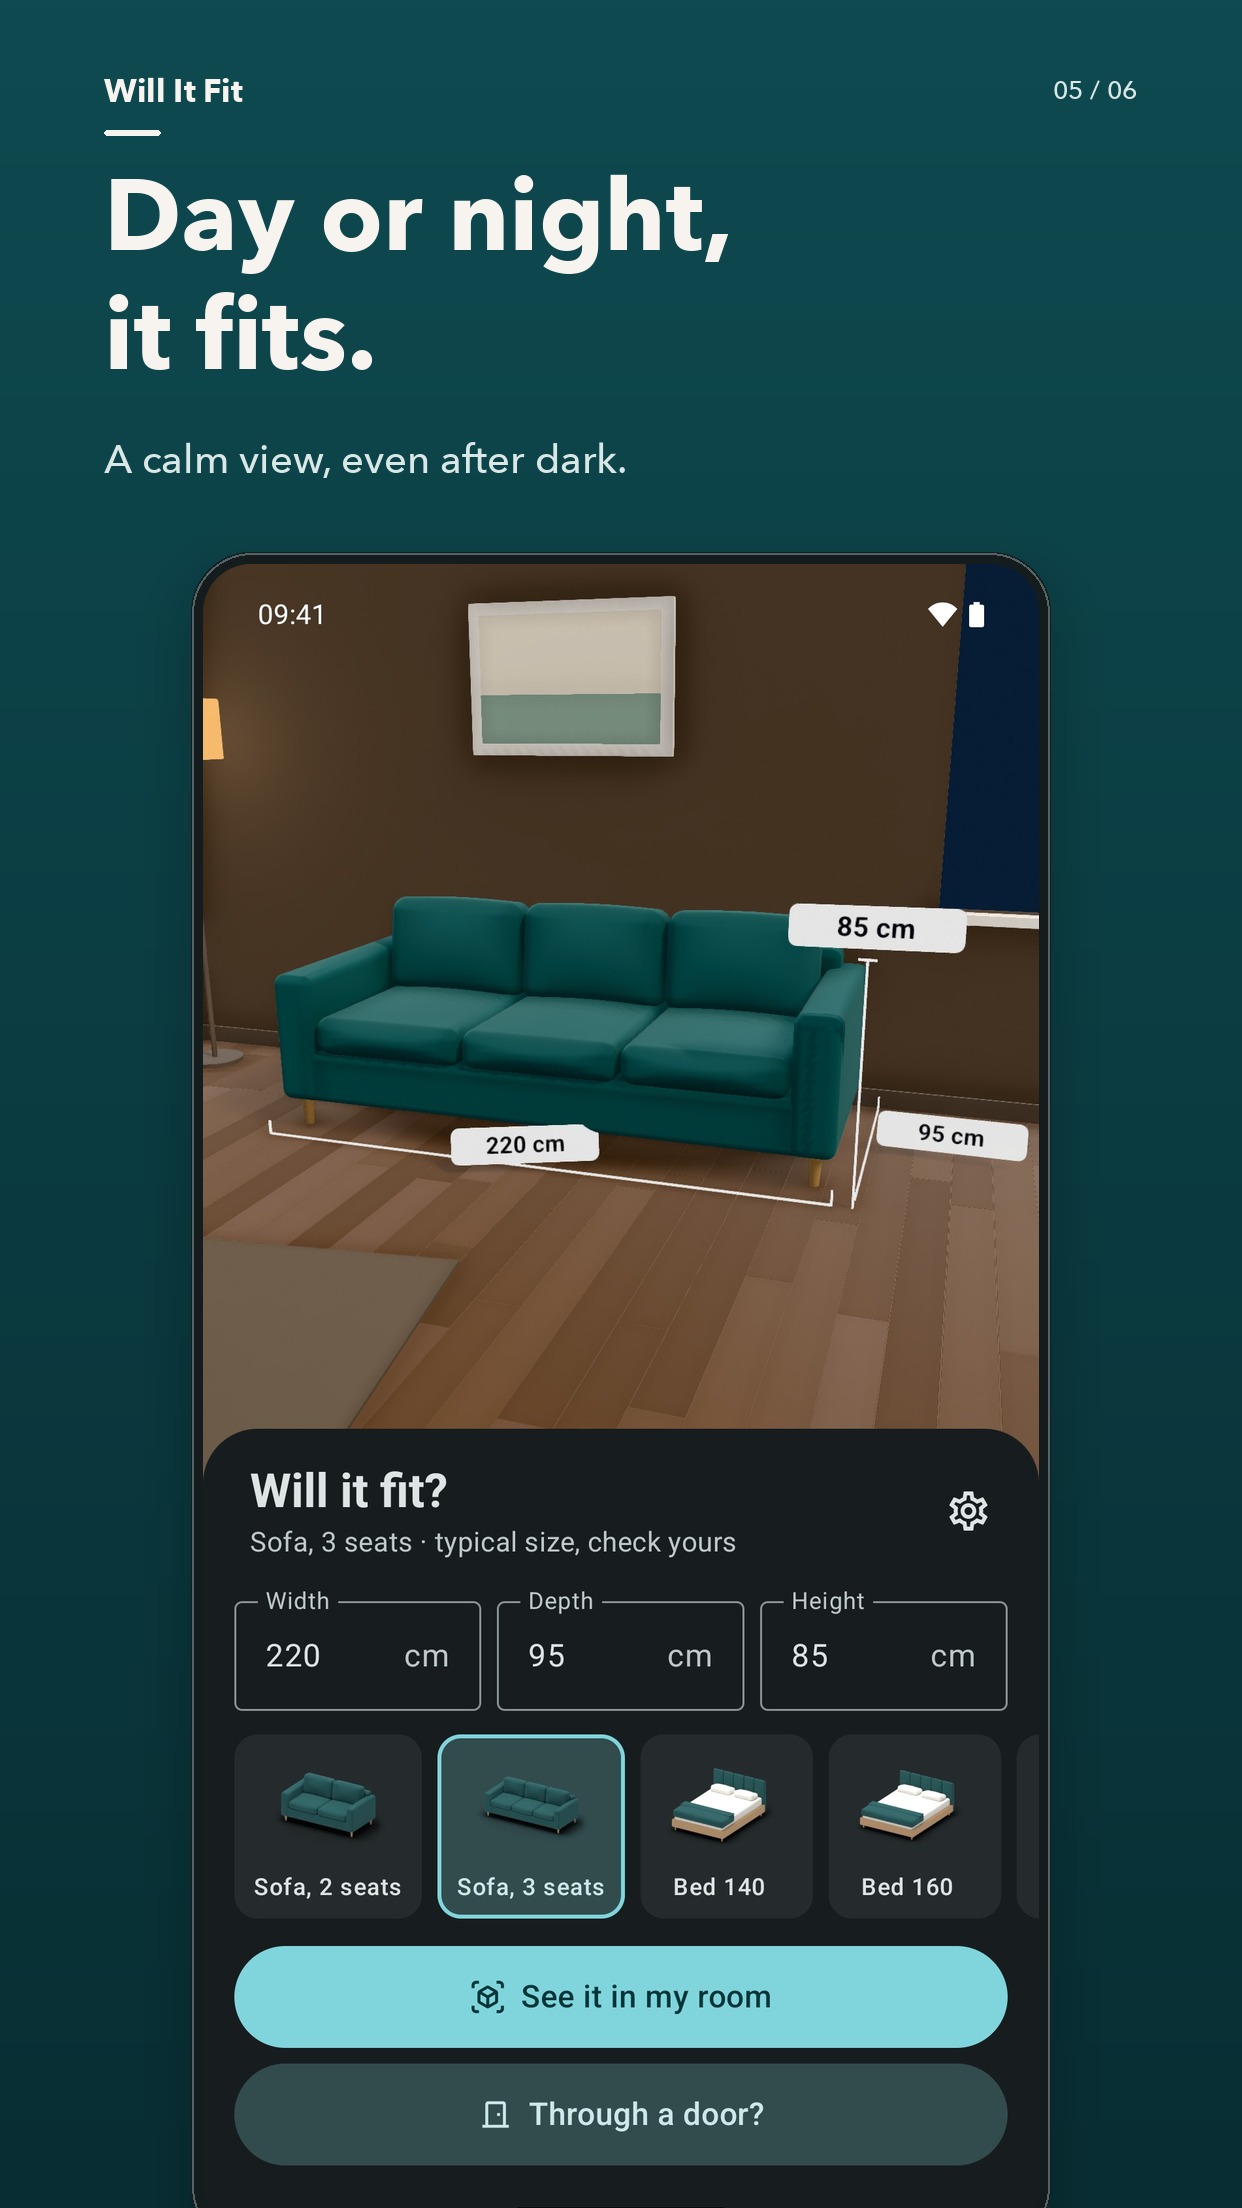 Will It Fit
05 / 06
Day or night,
it fits.
A calm view, even after dark.
09:41
85 cm
220 cm
95 cm
Will it fit?
Sofa, 3 seats · typical size, check yours
Width
Depth
Height
220 cm
95 cm
85 cm
Sofa, 2 seats
Sofa, 3 seats
Bed 140
Bed 160
See it in my room
Through a door?